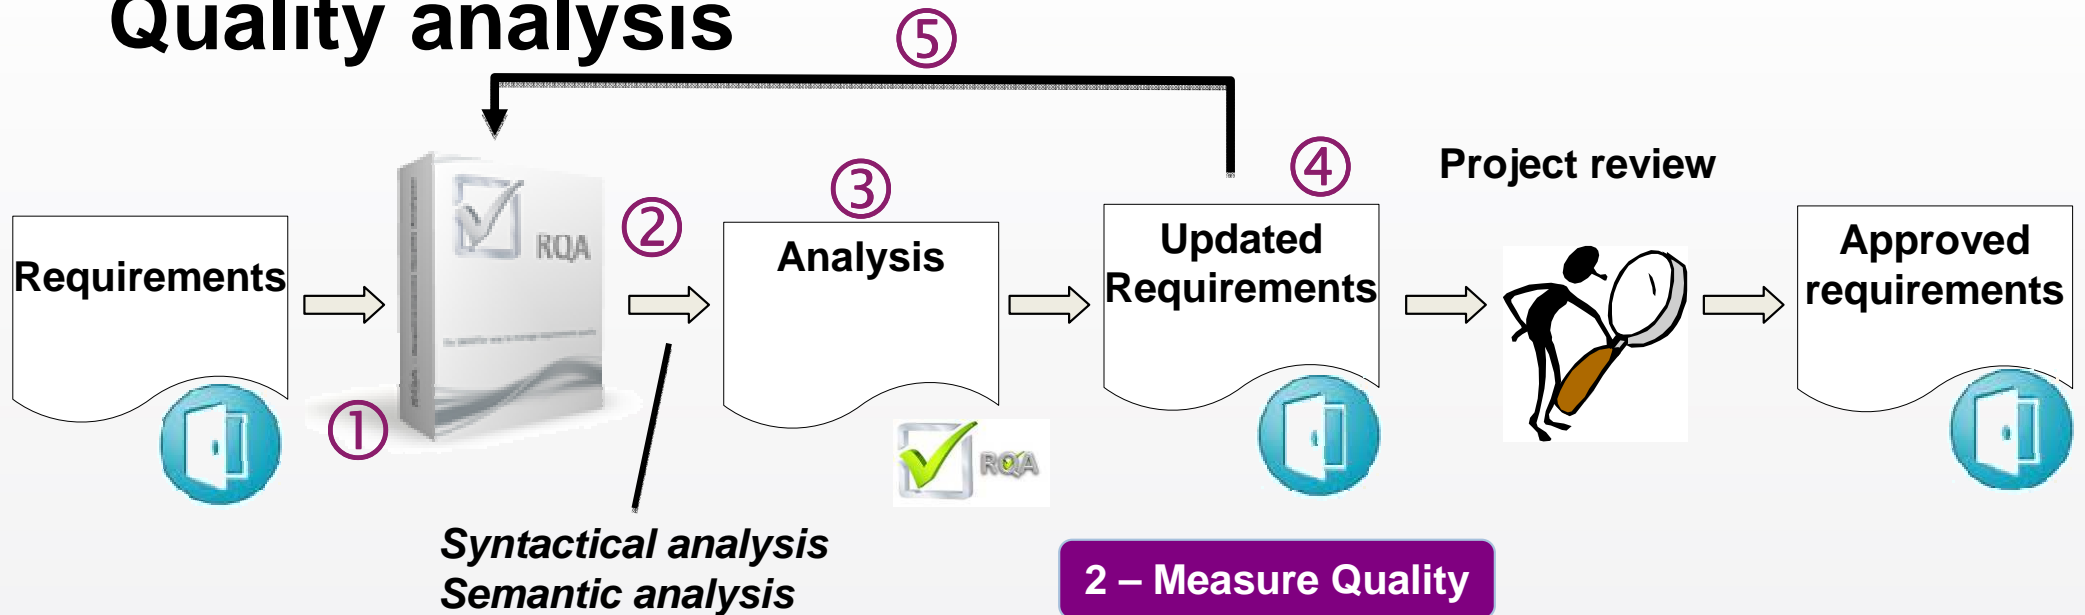 Quality analysis
⑤
④
Project review
③
②
Requirements
RQA
Analysis
Updated
Requirements
Approved
requirements
①
RQA
Syntactical analysis
Semantic analysis
2 – Measure Quality